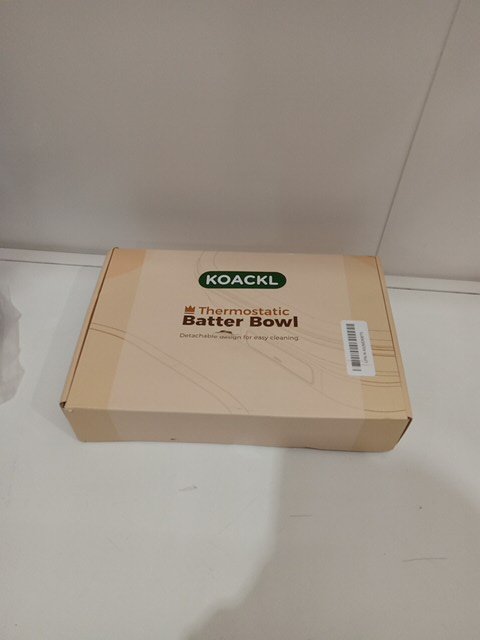 KOACKL
Thermostatic
Batter Bowl
Detachable design for easy cleaning